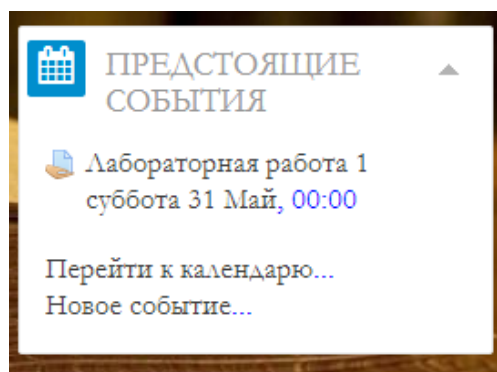 ПРЕДСТОЯЩИЕ
СОБЫТИЯ
Лабораторная работа 1
суббота 31 Май, 00:00
Перейти к календарю...
Новое событие...